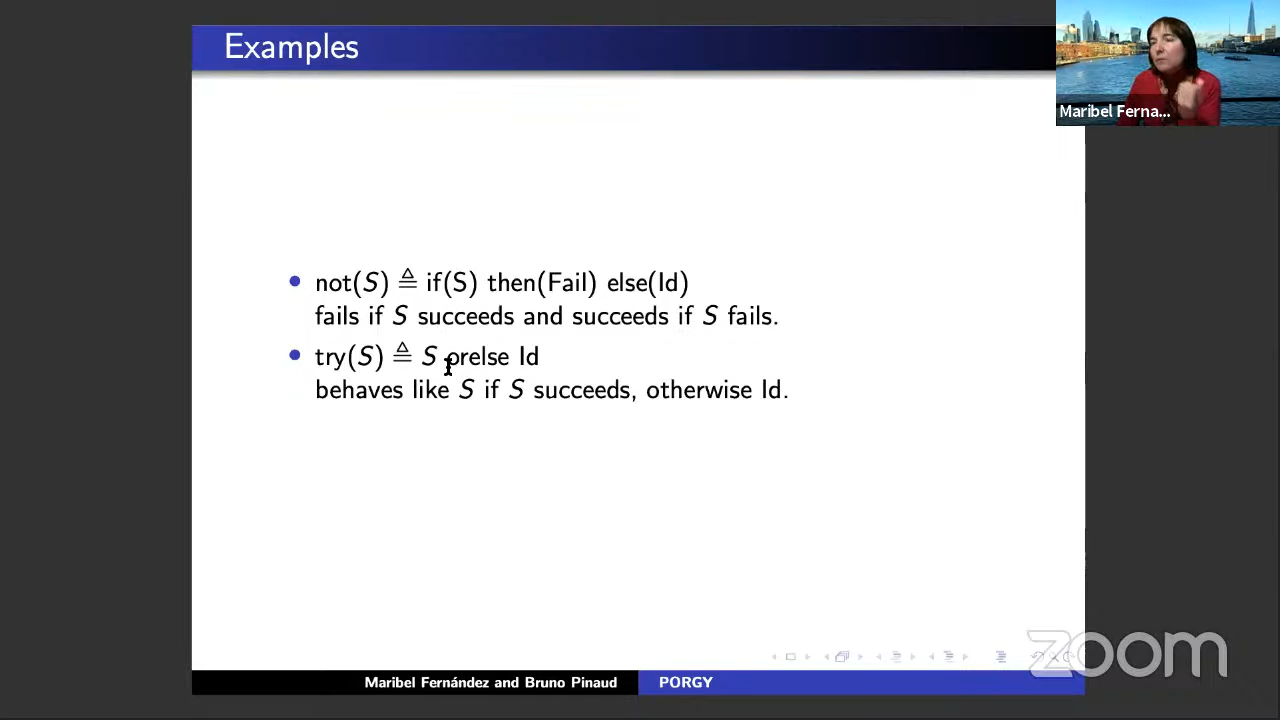 Examples
Maribel Ferna...
not(S) ≜ if(S) then(Fail) else(Id)
fails if S succeeds and succeeds if S fails.
try(S) ≜ S orelse Id
behaves like S if S succeeds, otherwise Id.
zoom
Maribel Fernández and Bruno Pinaud
PORGY